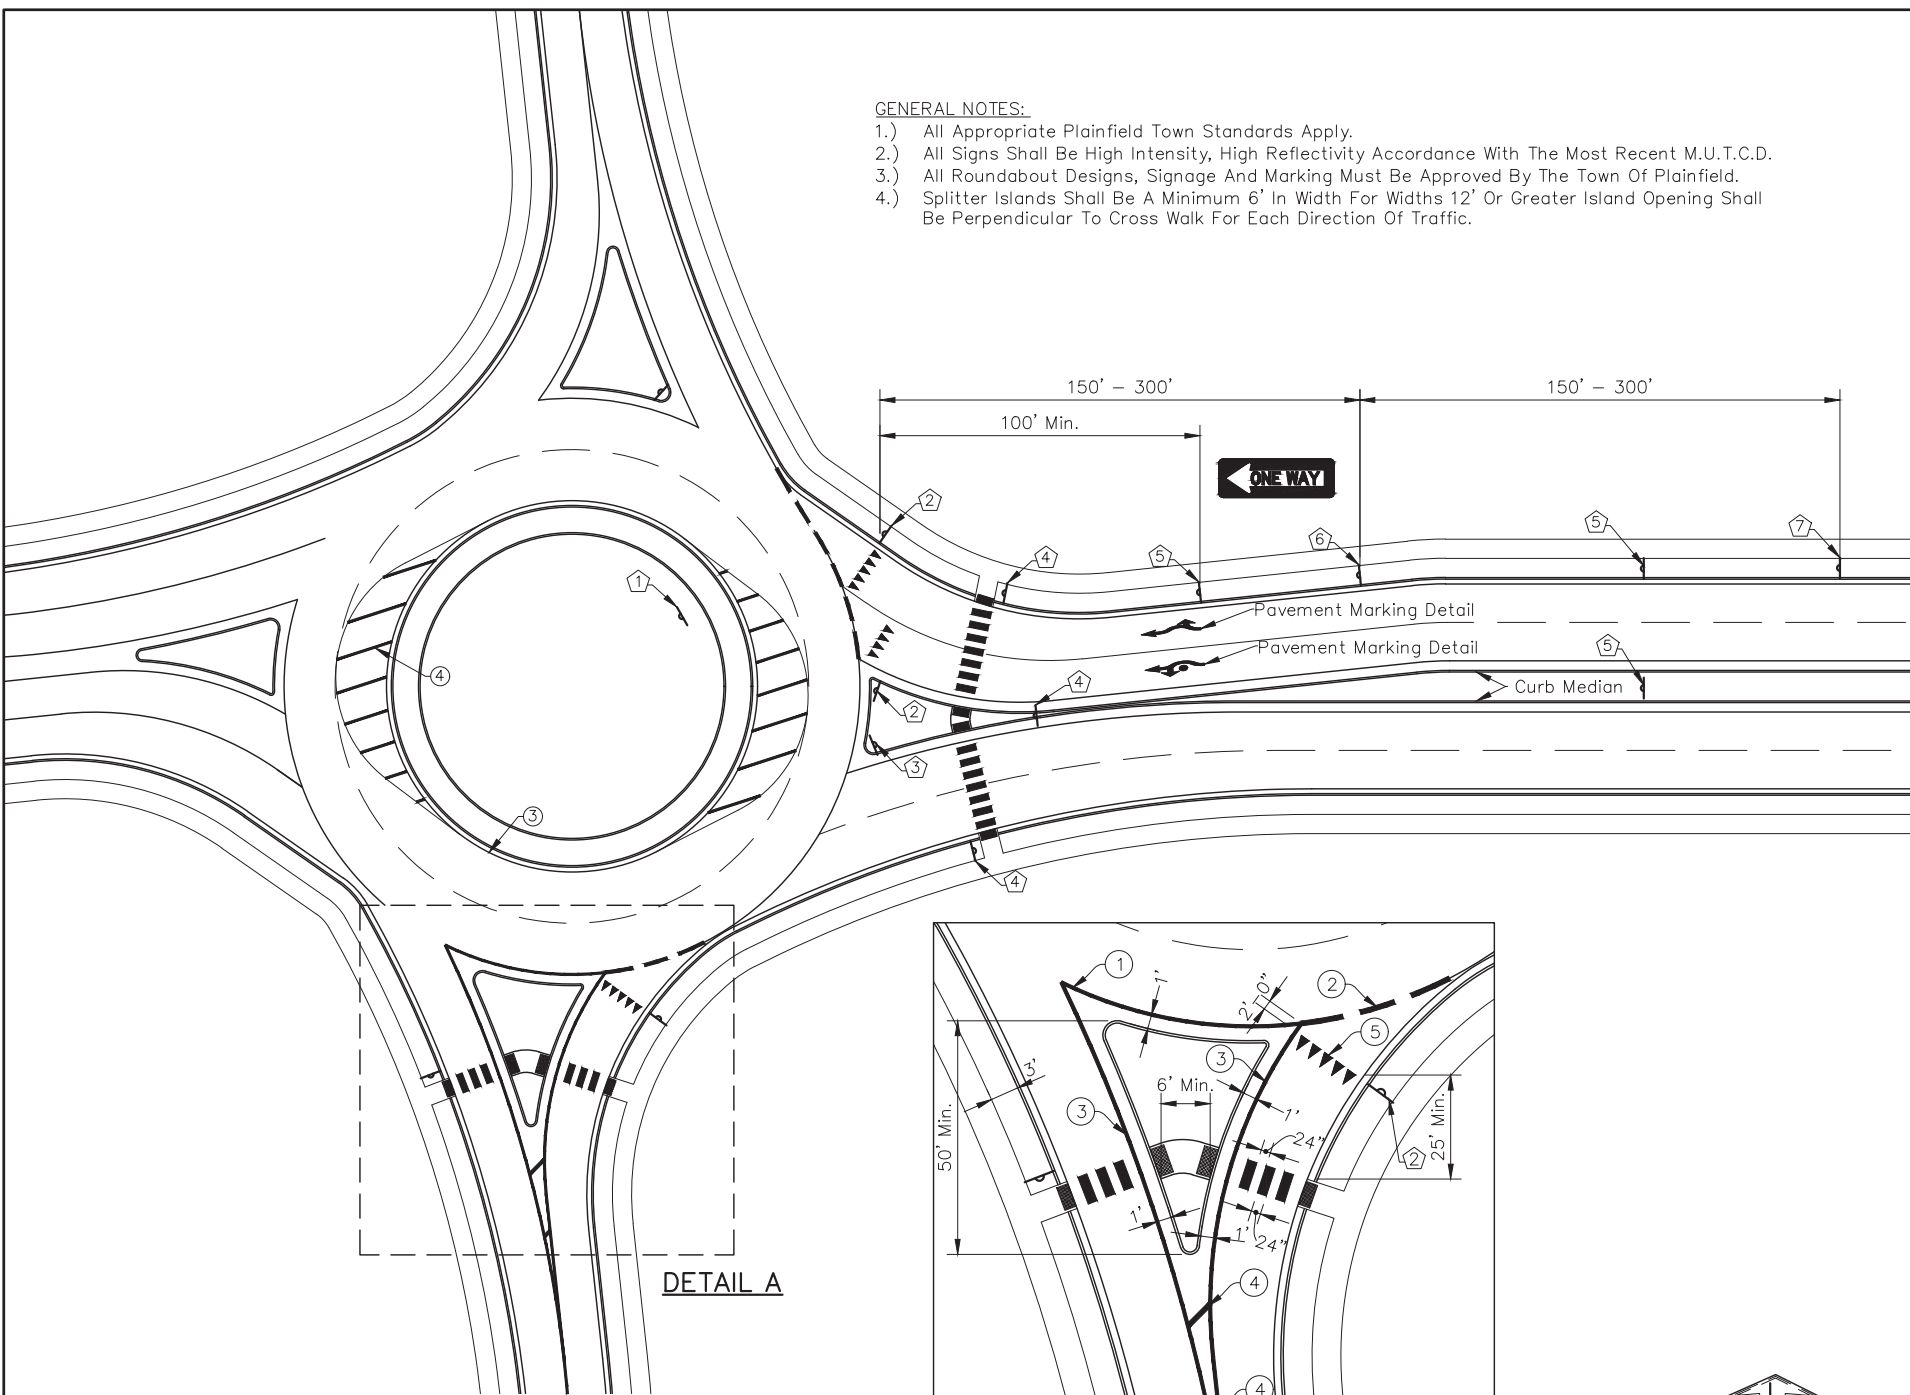 GENERAL NOTES:
1.) All Appropriate Plainfield Town Standards Apply.
2.) All Signs Shall Be High Intensity, High Reflectivity Accordance With The Most Recent M.U.T.C.D.
3.) All Roundabout Designs, Signage And Marking Must Be Approved By The Town Of Plainfield.
4.) Splitter Islands Shall Be A Minimum 6' In Width For Widths 12' Or Greater Island Opening Shall
Be Perpendicular To Cross Walk For Each Direction Of Traffic.
150' - 300'
150' - 300'
100' Min.
ONE WAY
2
4
5
6
5
7
1
Pavement Marking Detail
Pavement Marking Detail
5
4
4
Curb Median
2
3
3
4
DETAIL A
1
1'
2'-0"
2
5
3
3'
6' Min.
3
1'
50' Min.
24"
25' Min.
2
1'
1'
24"
4
4